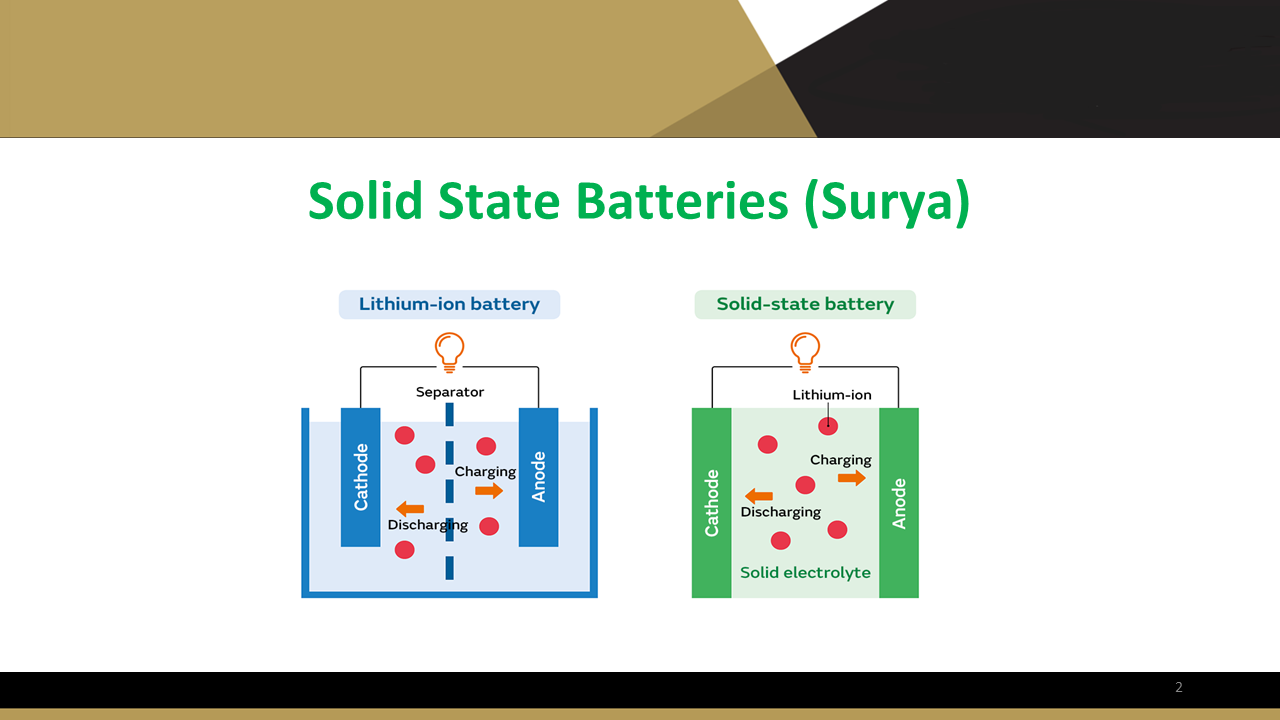 Solid State Batteries (Surya)
Lithium-ion battery
Separator
Cathode
Charging
Discharging
Anode
Solid-state battery
Lithium-ion
Cathode
Charging
Discharging
Anode
Solid electrolyte
2